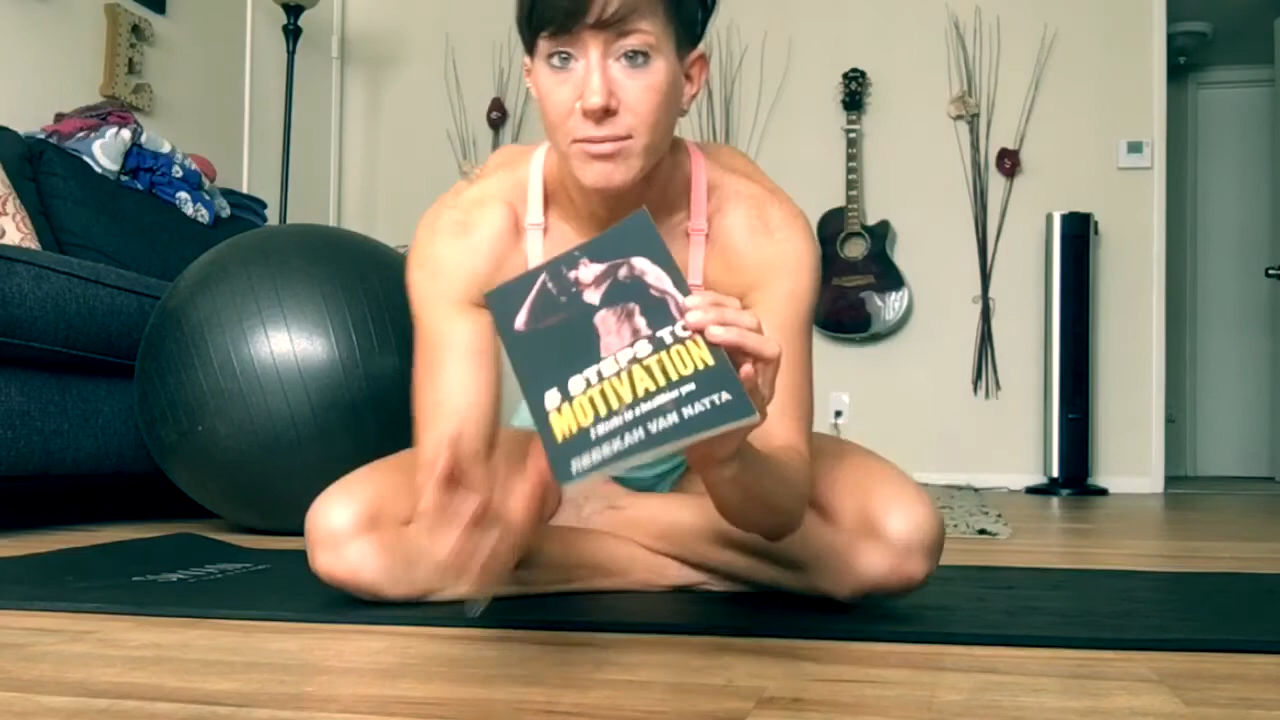 E
5 STEPS TO
MOTIVATION
to a healthier you
REBEKAH VAN NATTA